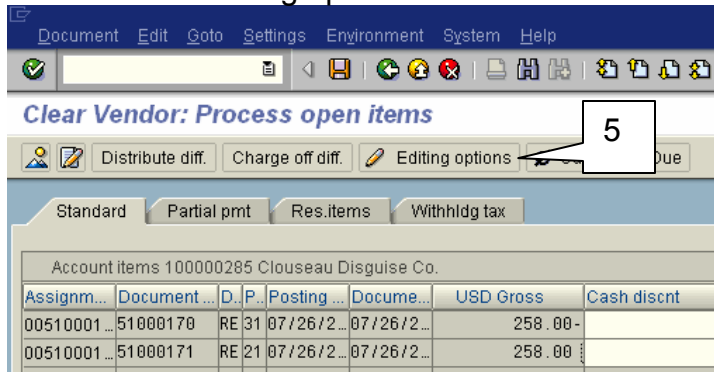 Document Edit Goto Settings Environment System Help
Clear Vendor: Process open items
5
Distribute diff. Charge off diff. Editing options Due
Standard Partial pmt Res.items Withhldg tax
Account items 100000285 Clouseau Disguise Co.
Assignm... Document ... D.. P.. Posting ... Docume... USD Gross Cash discnt
00510001... 51000170 RE 31 07/26/2... 07/26/2... 258.00-
00510001... 51000171 RE 21 07/26/2... 07/26/2... 258.00